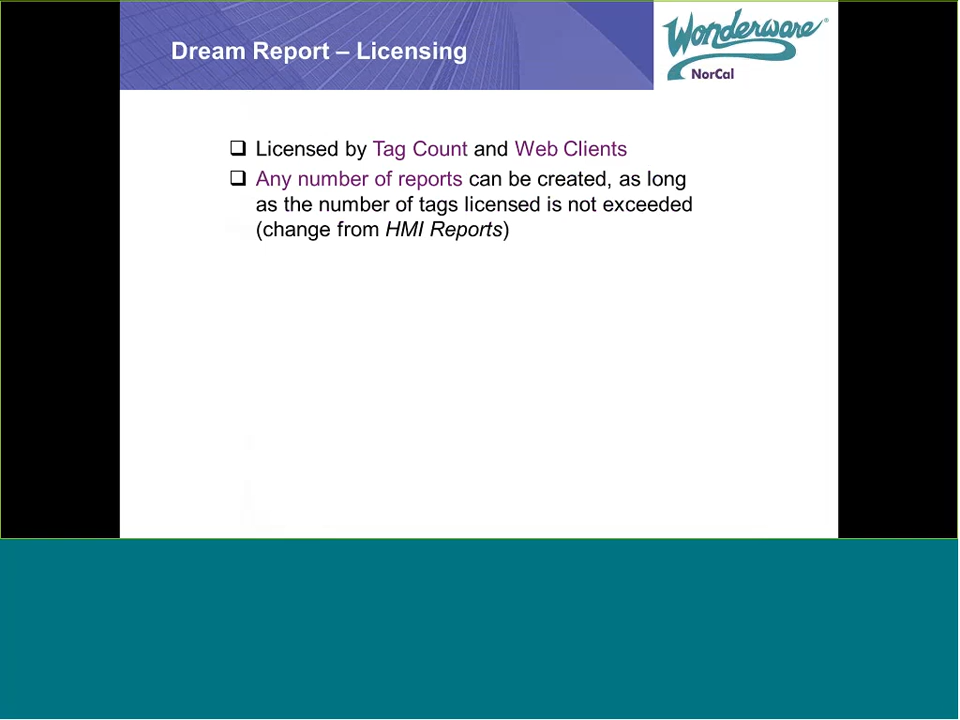 Dream Report – Licensing
Wonderware®
NorCal
❑ Licensed by Tag Count and Web Clients
❑ Any number of reports can be created, as long
as the number of tags licensed is not exceeded
(change from HMI Reports)